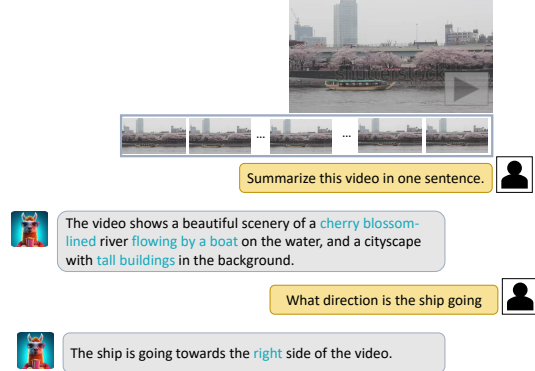 shutterstock
... ...
Summarize this video in one sentence.
The video shows a beautiful scenery of a cherry blossom-
lined river flowing by a boat on the water, and a cityscape
with tall buildings in the background.
What direction is the ship going
The ship is going towards the right side of the video.